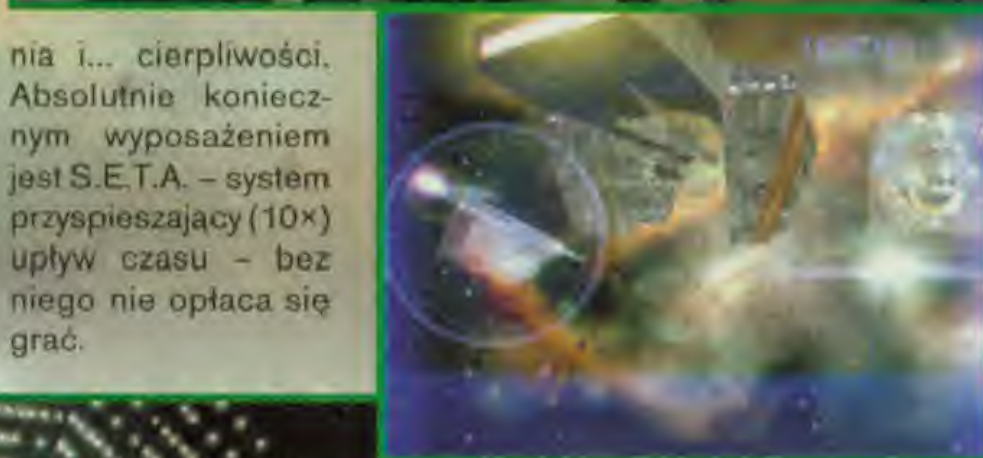 nia i... cierpliwości.
Absolutnie koniecz-
nym wyposażeniem
jest S.E.T.A. – system
przyspieszający (10×)
upływ czasu – bez
niego nie opłaca się
grać.